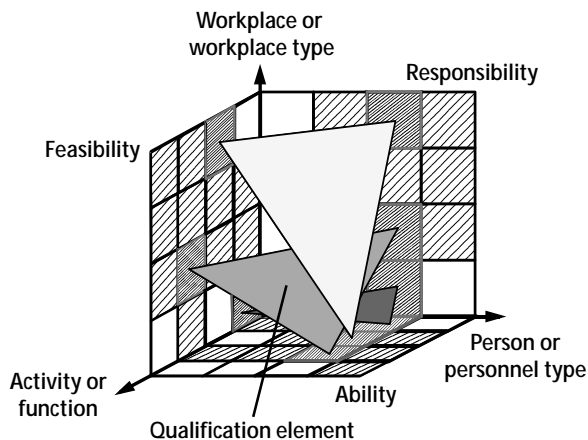 Workplace or
workplace type
Responsibility
Feasibility
Person or
personnel type
Activity or
function
Ability
Qualification element